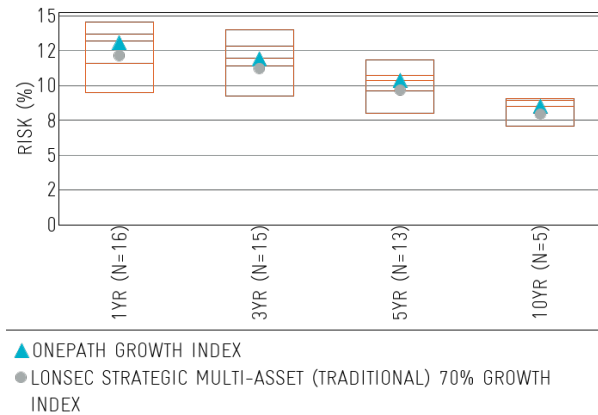 15
12
10
8
5
2
0
RISK (%)
1YR (N=16)
3YR (N=15)
5YR (N=13)
10YR (N=5)
ONEPATH GROWTH INDEX
LONSEC STRATEGIC MULTI-ASSET (TRADITIONAL) 70% GROWTH
INDEX